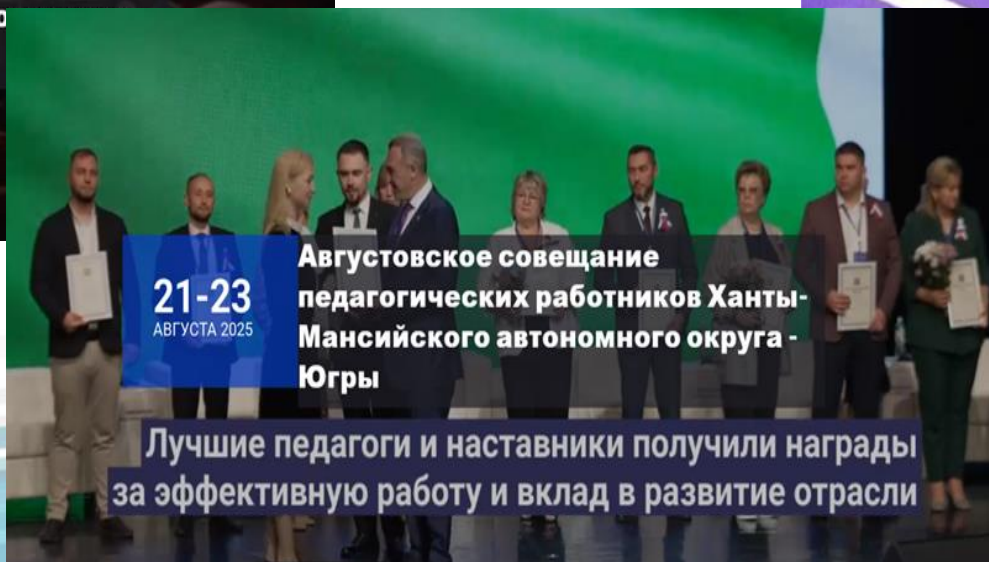 21-23
АВГУСТА 2025
Августовское совещание
педагогических работников Ханты-
Мансийского автономного округа -
Югры
Лучшие педагоги и наставники получили награды
за эффективную работу и вклад в развитие отрасли